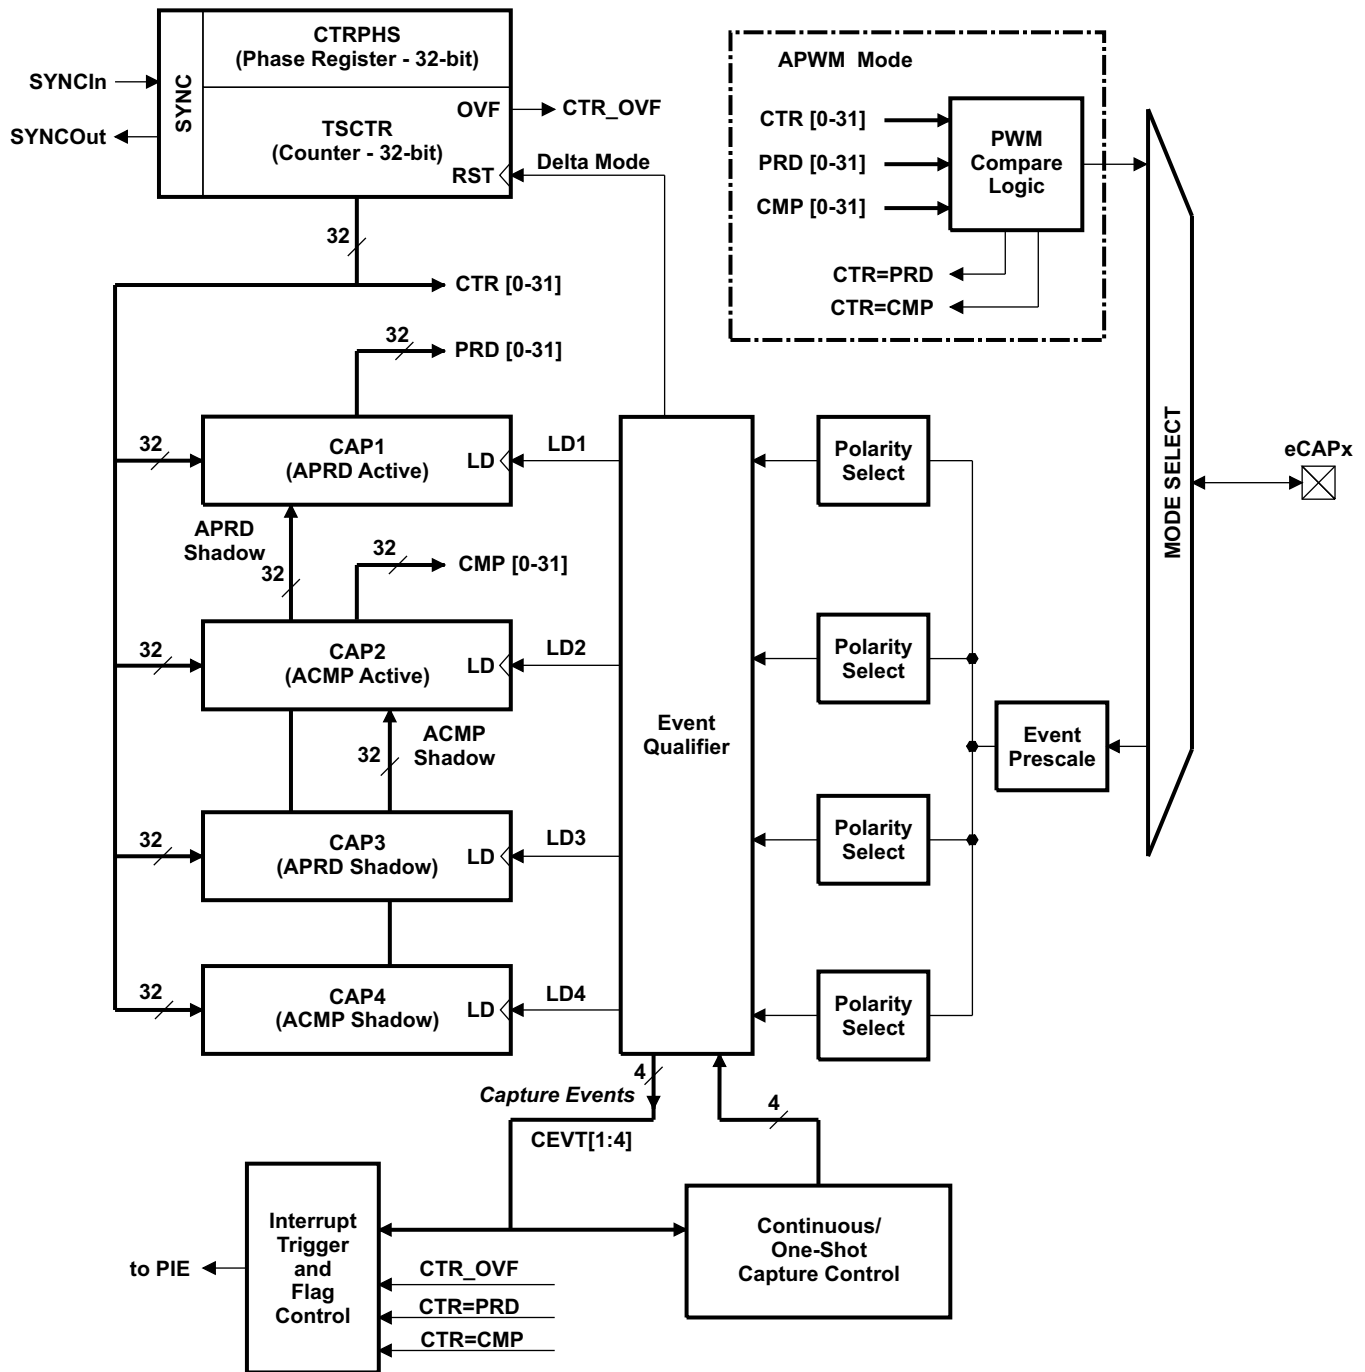 CTRPHS
(Phase Register - 32-bit)
SYNC
SYNCIn
SYNCOut
OVF
CTR_OVF
TSCTR
(Counter - 32-bit)
RST
Delta Mode
APWM Mode
CTR [0-31]
PRD [0-31]
CMP [0-31]
PWM
Compare
Logic
CTR=PRD
CTR=CMP
32
CTR [0-31]
32
PRD [0-31]
32
CAP1
(APRD Active)
LD
LD1
Polarity
Select
MODE SELECT
eCAPx
APRD
Shadow
32
32
CMP [0-31]
32
CAP2
(ACMP Active)
LD
LD2
Polarity
Select
Event
Qualifier
Event
Prescale
32
ACMP
Shadow
32
CAP3
(APRD Shadow)
LD
LD3
Polarity
Select
32
CAP4
(ACMP Shadow)
LD
LD4
Polarity
Select
4
Capture Events
CEVT[1:4]
4
Interrupt
Trigger
and
Flag
Control
to PIE
CTR_OVF
CTR=PRD
CTR=CMP
Continuous/
One-Shot
Capture Control